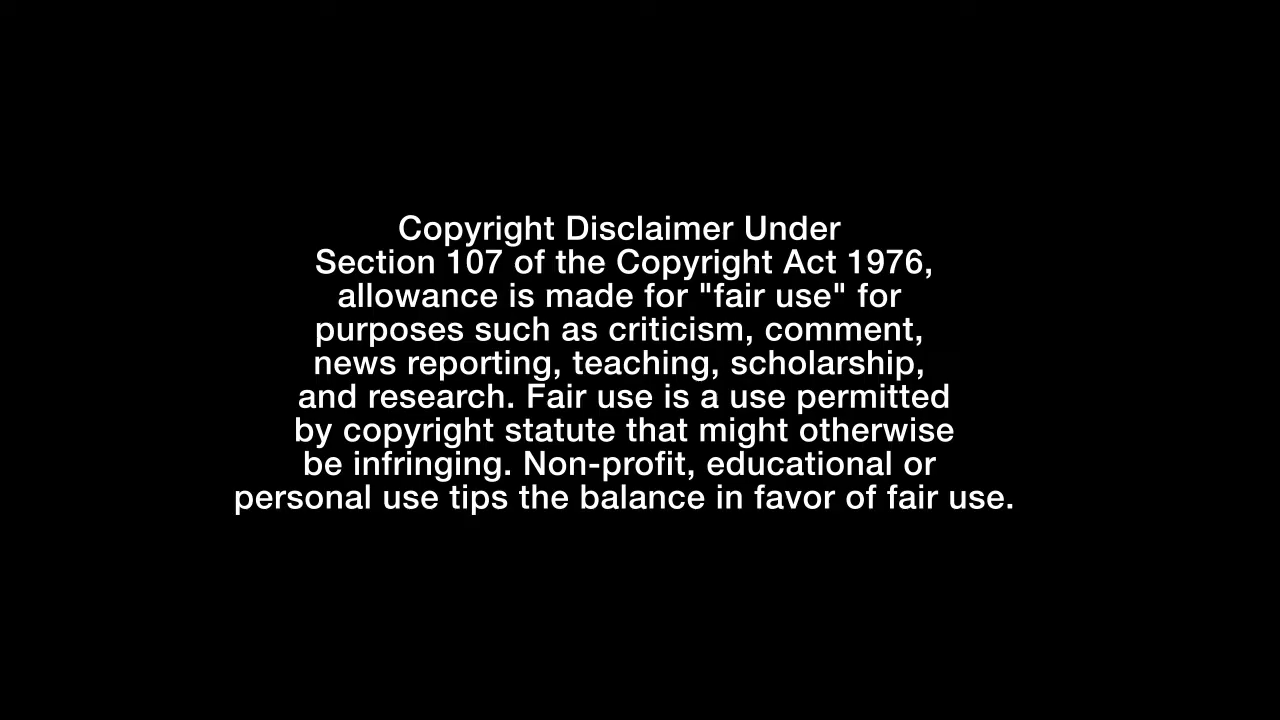 Copyright Disclaimer Under
Section 107 of the Copyright Act 1976,
allowance is made for "fair use" for
purposes such as criticism, comment,
news reporting, teaching, scholarship,
and research. Fair use is a use permitted
by copyright statute that might otherwise
be infringing. Non-profit, educational or
personal use tips the balance in favor of fair use.